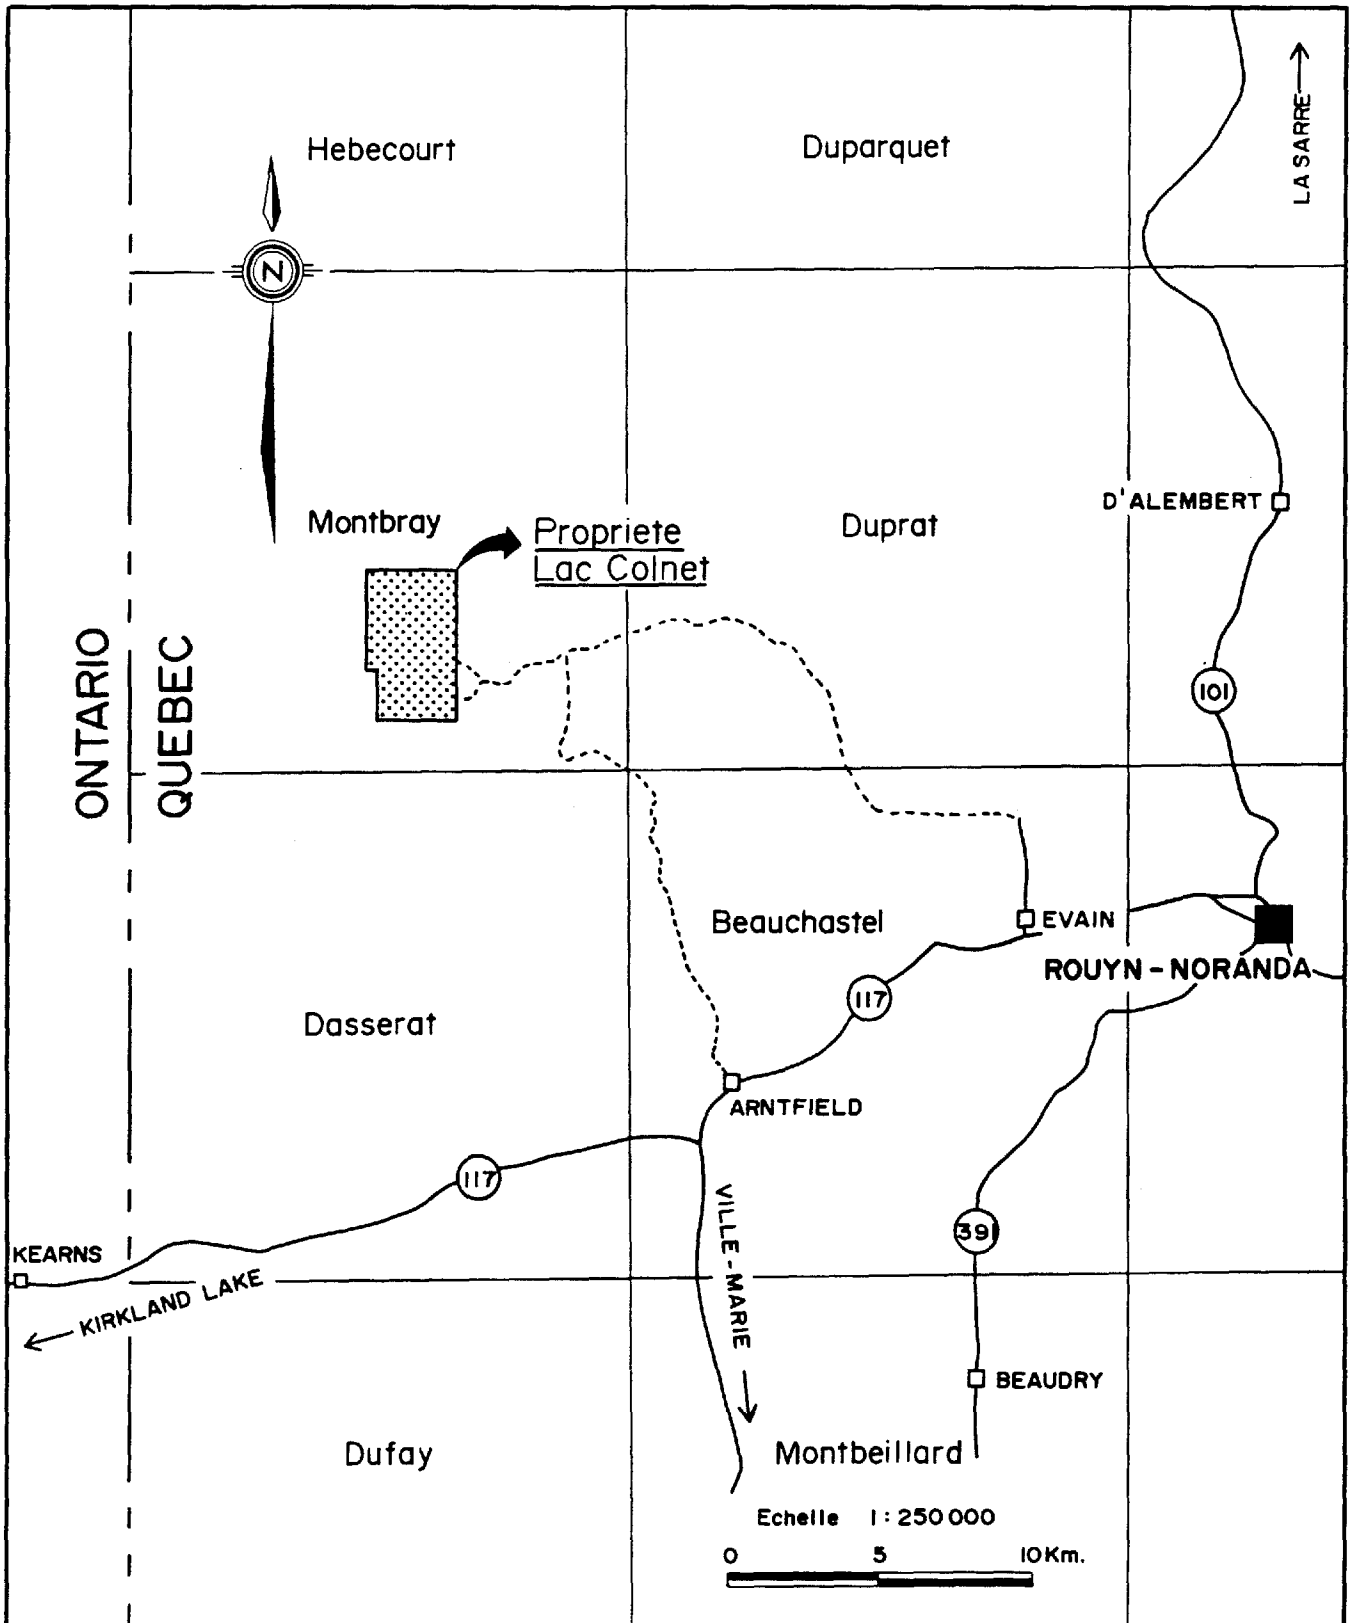 Hebecourt
Duparquet
LA SARRE
N
D'ALEMBERT
Montbray
Propriete
Lac Colnet
Duprat
ONTARIO
QUEBEC
101
Beauchastel
EVAIN
ROUYN-NORANDA
117
Dasserat
ARNTFIELD
117
VILLE-MARIE
391
KEARNS
KIRKLAND LAKE
BEAUDRY
Dufay
Montbeillard
Echelle 1:250 000
0 5 10 Km.